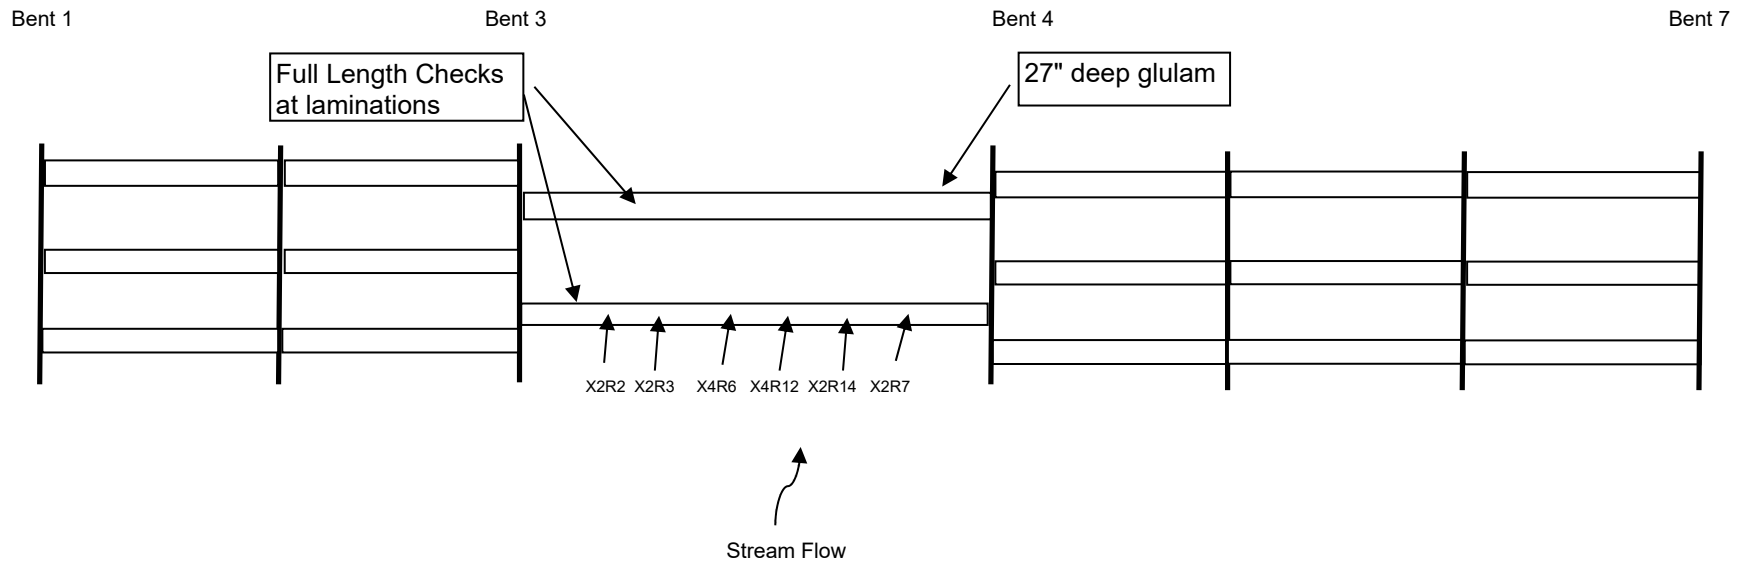 Bent 1
Bent 3
Bent 4
Bent 7
Full Length Checks
at laminations
27" deep glulam
X2R2
X2R3
X4R6
X4R12
X2R14
X2R7
Stream Flow